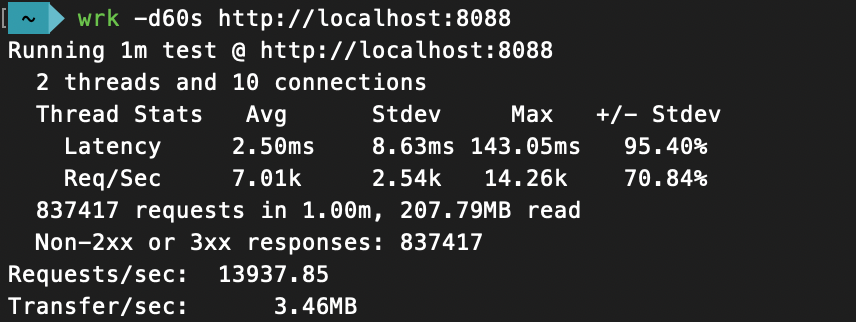 ~ wrk -d60s http://localhost:8088
Running 1m test @ http://localhost:8088
2 threads and 10 connections
Thread Stats Avg Stdev Max +/- Stdev
Latency 2.50ms 8.63ms 143.05ms 95.40%
Req/Sec 7.01k 2.54k 14.26k 70.84%
837417 requests in 1.00m, 207.79MB read
Non-2xx or 3xx responses: 837417
Requests/sec: 13937.85
Transfer/sec: 3.46MB